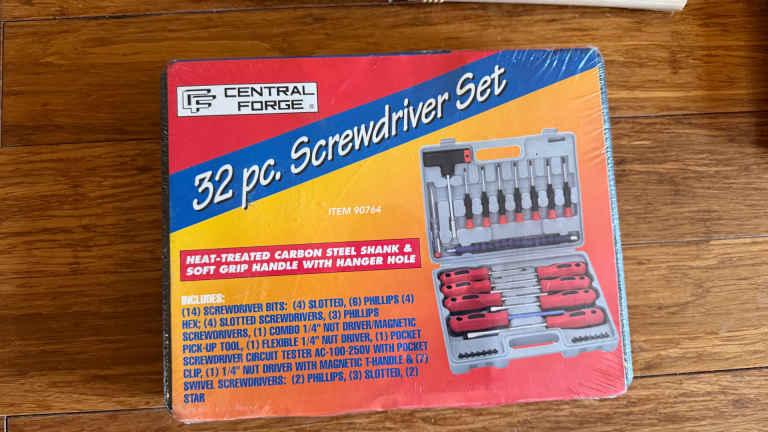 CENTRAL
FORGE®
32 pc. Screwdriver Set
ITEM 90764
HEAT-TREATED CARBON STEEL SHANK &
SOFT GRIP HANDLE WITH HANGER HOLE
INCLUDES:
(14) SCREWDRIVER BITS: (4) SLOTTED, (6) PHILLIPS (4)
HEX; (4) SLOTTED SCREWDRIVERS, (3) PHILLIPS
SCREWDRIVERS, (1) COMBO 1/4" NUT DRIVER/MAGNETIC
PICK-UP TOOL, (1) FLEXIBLE 1/4" NUT DRIVER, (1) POCKET
SCREWDRIVER CIRCUIT TESTER AC-100-250V WITH POCKET
CLIP, (1) 1/4" NUT DRIVER WITH MAGNETIC T-HANDLE & (7)
SWIVEL SCREWDRIVERS: (2) PHILLIPS, (3) SLOTTED, (2)
STAR